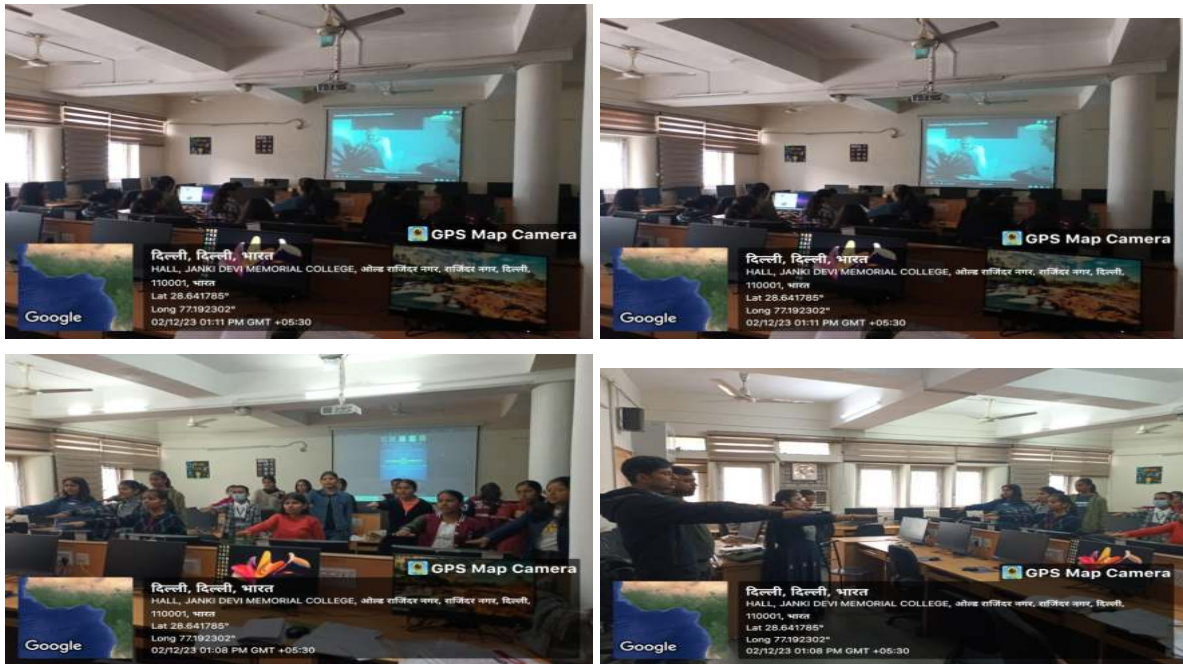 GPS Map Camera
दिल्ली, दिल्ली, भारत
HALL, JANKI DEVI MEMORIAL COLLEGE, ओल्ड राजिंदर नगर, राजिंदर नगर, दिल्ली,
110001, भारत
Lat 28.641785°
Long 77.192302°
02/12/23 01:11 PM GMT +05:30
Google
GPS Map Camera
दिल्ली, दिल्ली, भारत
HALL, JANKI DEVI MEMORIAL COLLEGE, ओल्ड राजिंदर नगर, राजिंदर नगर, दिल्ली,
110001, भारत
Lat 28.641785°
Long 77.192302°
02/12/23 01:11 PM GMT +05:30
Google
GPS Map Camera
दिल्ली, दिल्ली, भारत
HALL, JANKI DEVI MEMORIAL COLLEGE, ओल्ड राजिंदर नगर, राजिंदर नगर, दिल्ली,
110001, भारत
Lat 28.641785°
Long 77.192302°
02/12/23 01:08 PM GMT +05:30
Google
GPS Map Camera
दिल्ली, दिल्ली, भारत
HALL, JANKI DEVI MEMORIAL COLLEGE, ओल्ड राजिंदर नगर, राजिंदर नगर, दिल्ली,
110001, भारत
Lat 28.641785°
Long 77.192302°
02/12/23 01:08 PM GMT +05:30
Google